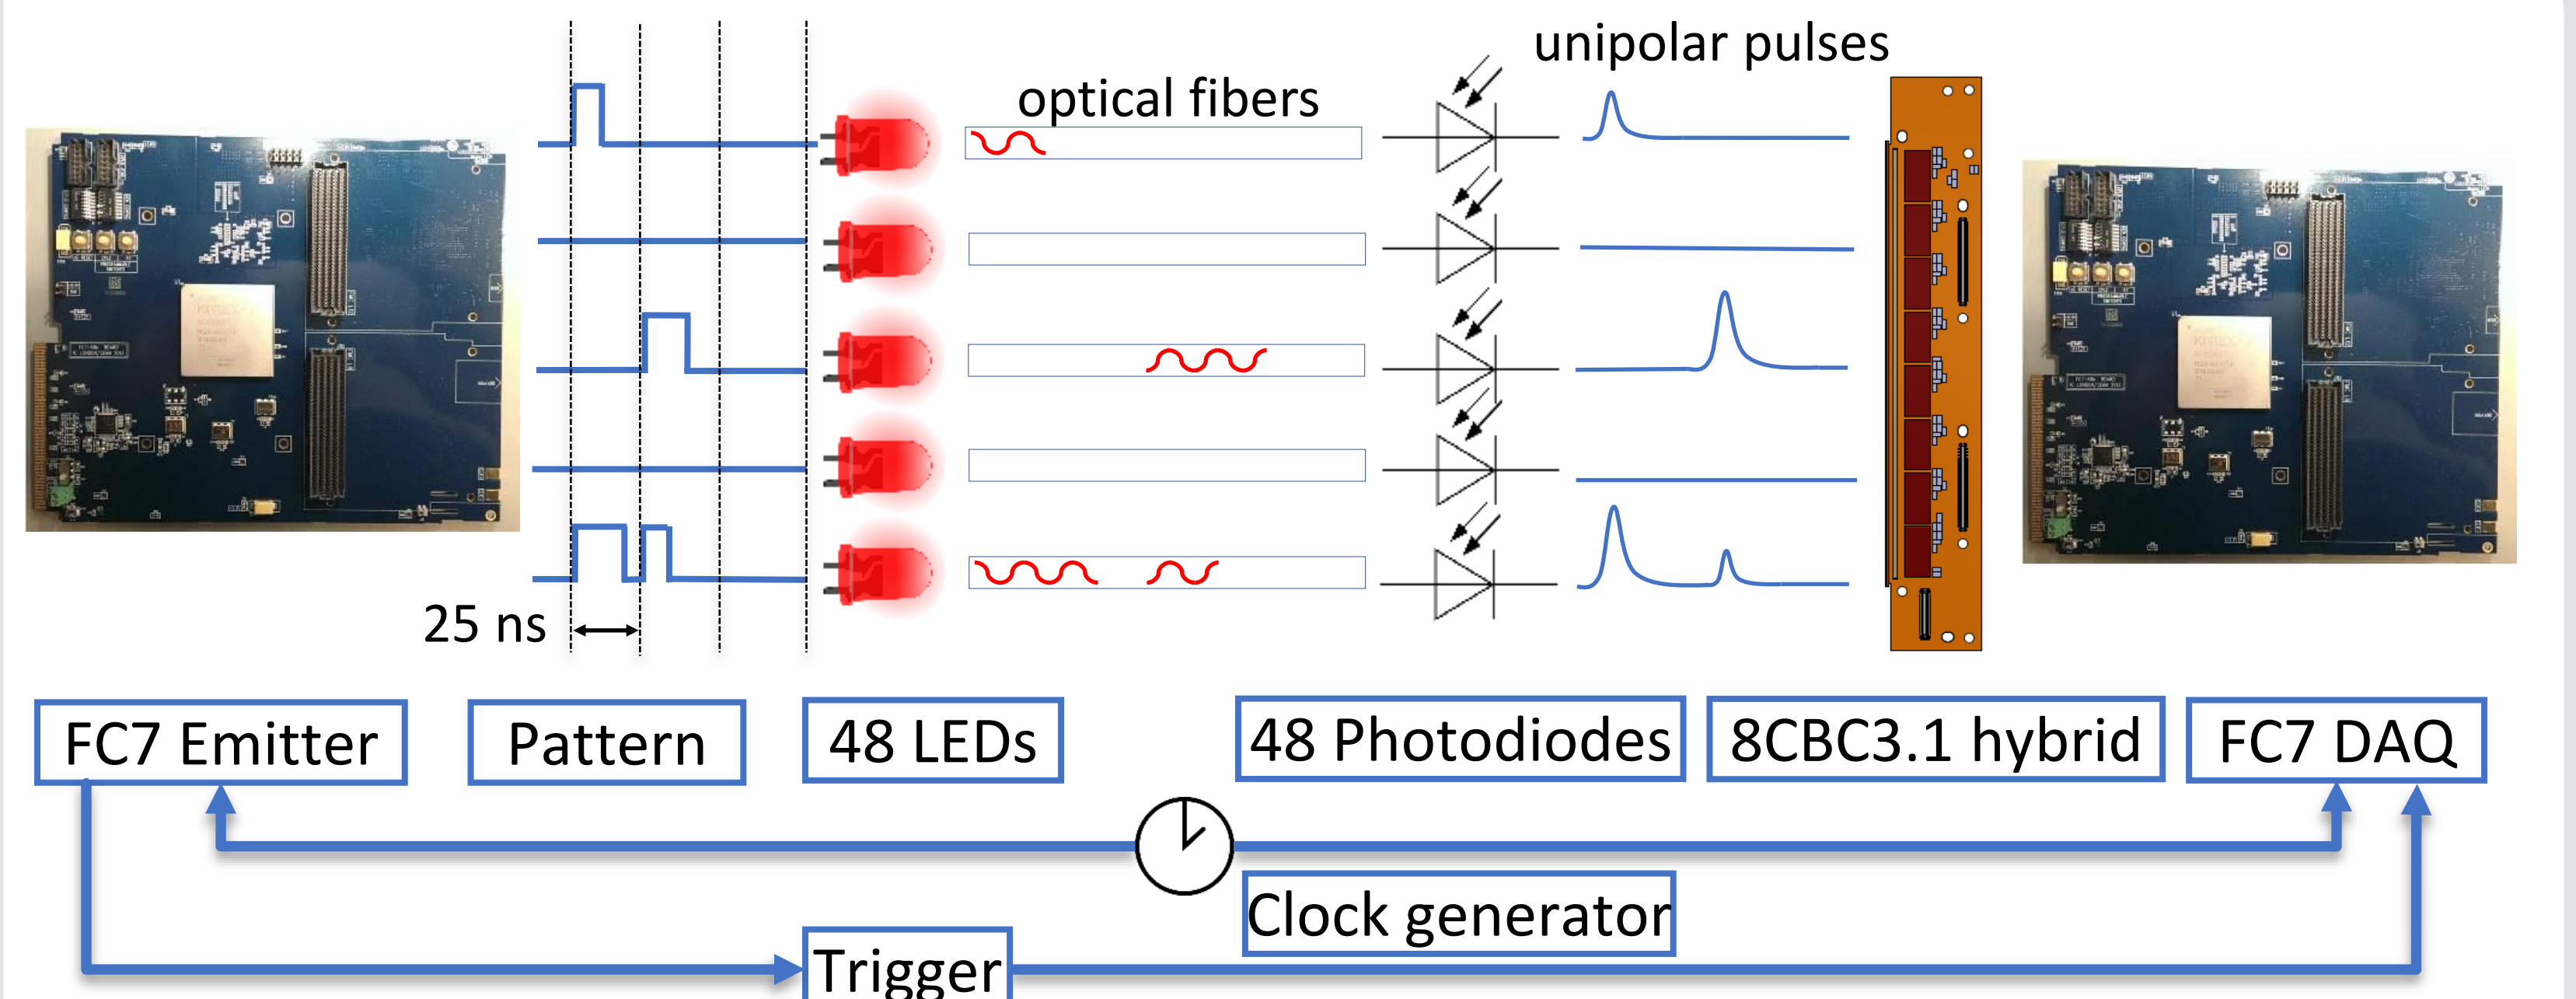 unipolar pulses
optical fibers
25 ns
FC7 Emitter
Pattern
48 LEDs
48 Photodiodes
8CBC3.1 hybrid
FC7 DAQ
Clock generator
Trigger